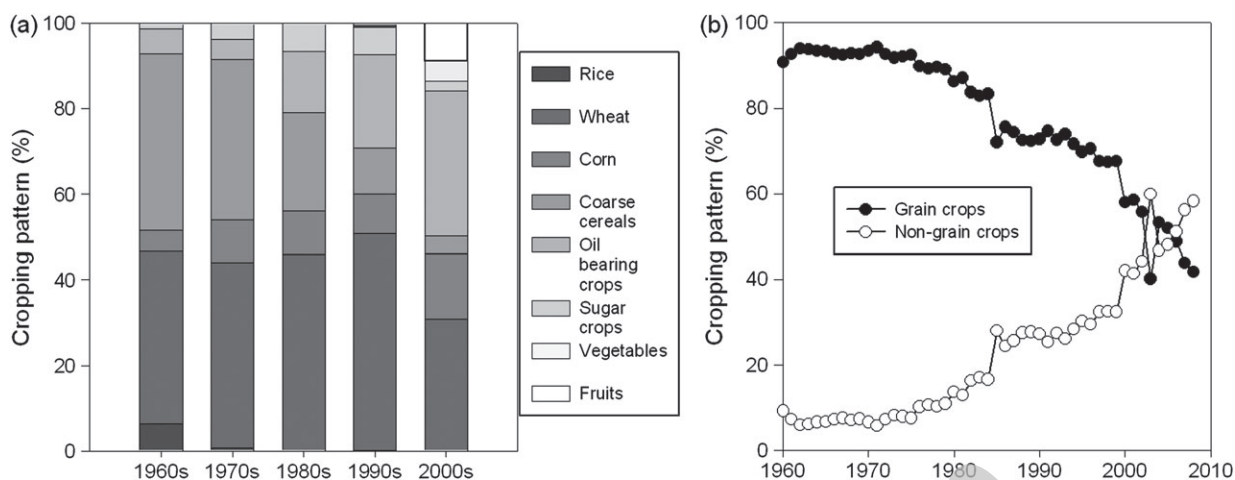 (a)
Cropping pattern (%)
100
80
60
40
20
0
1960s 1970s 1980s 1990s 2000s
Rice
Wheat
Corn
Coarse
cereals
Oil
bearing
crops
Sugar
crops
Vegetables
Fruits
(b)
Cropping pattern (%)
100
80
60
40
20
0
1960 1970 1980 1990 2000 2010
Grain crops
Non-grain crops